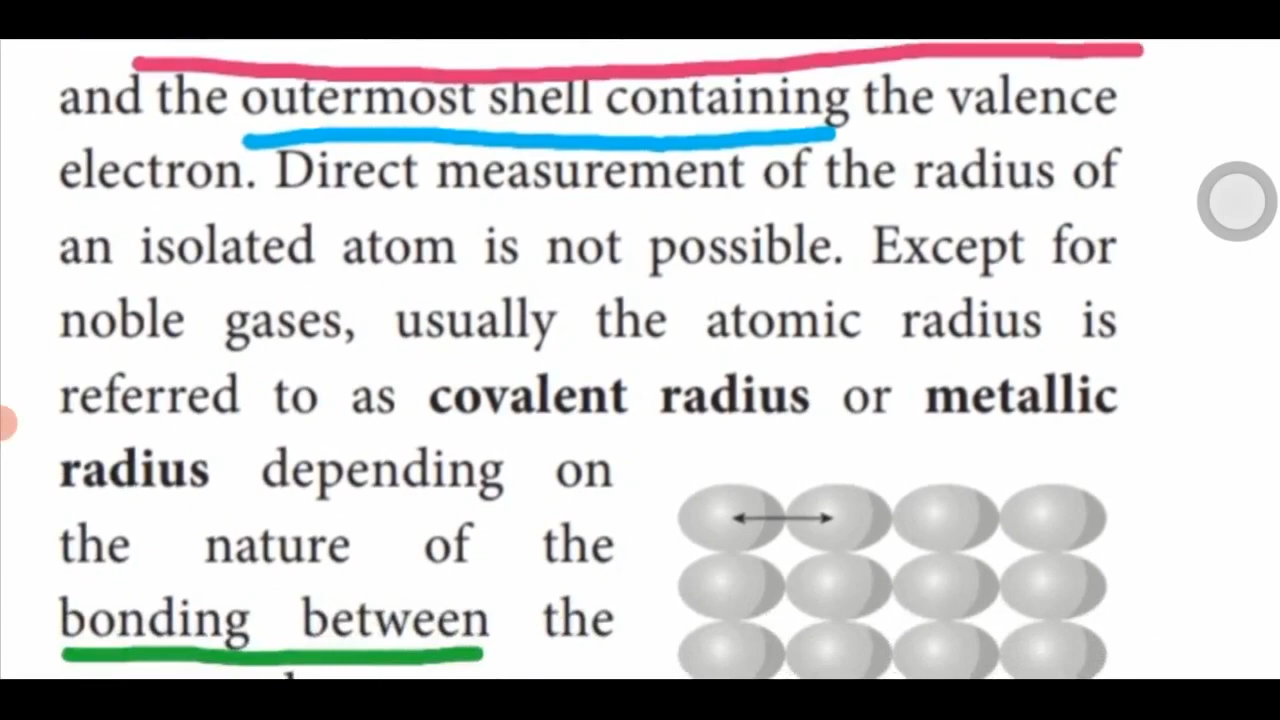 and the outermost shell containing the valence
electron. Direct measurement of the radius of
an isolated atom is not possible. Except for
noble gases, usually the atomic radius is
referred to as covalent radius or metallic
radius depending on
the nature of the
bonding between the